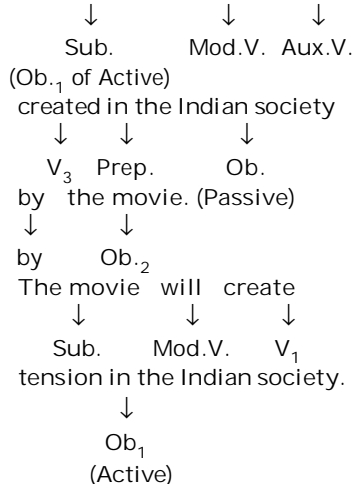 ↓ ↓ ↓
Sub. Mod.V. Aux.V.
(Ob.₁ of Active)
created in the Indian society
↓ ↓ ↓
V₃ Prep. Ob.
by the movie. (Passive)
↓ ↓
by Ob.₂
The movie will create
↓ ↓ ↓
Sub. Mod.V. V₁
tension in the Indian society.
↓
Ob₁
(Active)